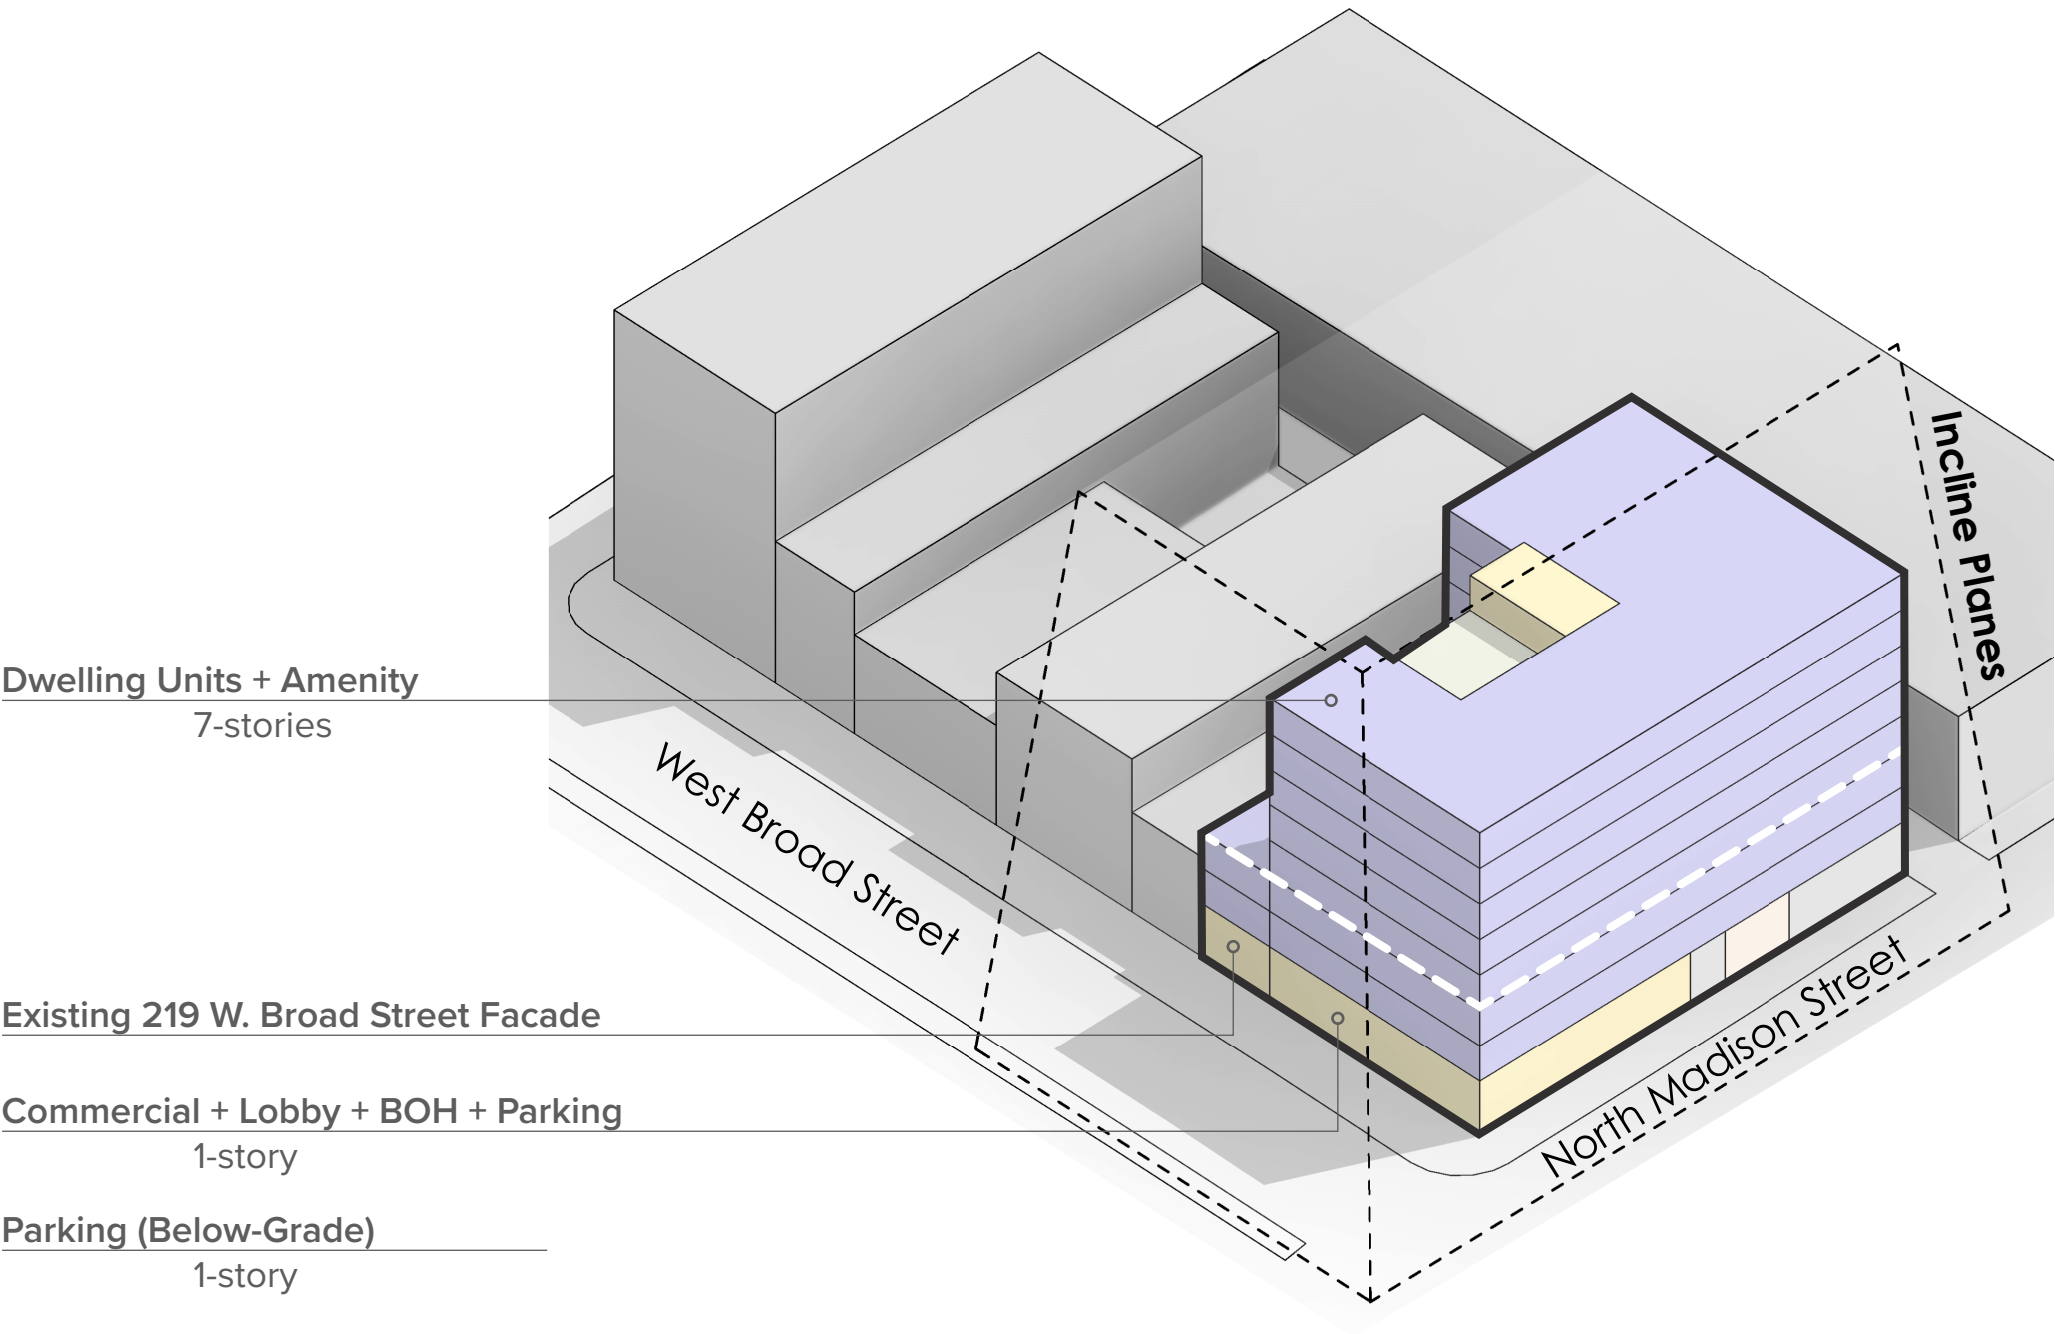 Incline Planes
Dwelling Units + Amenity
7-stories
West Broad Street
Existing 219 W. Broad Street Facade
North Madison Street
Commercial + Lobby + BOH + Parking
1-story
Parking (Below-Grade)
1-story